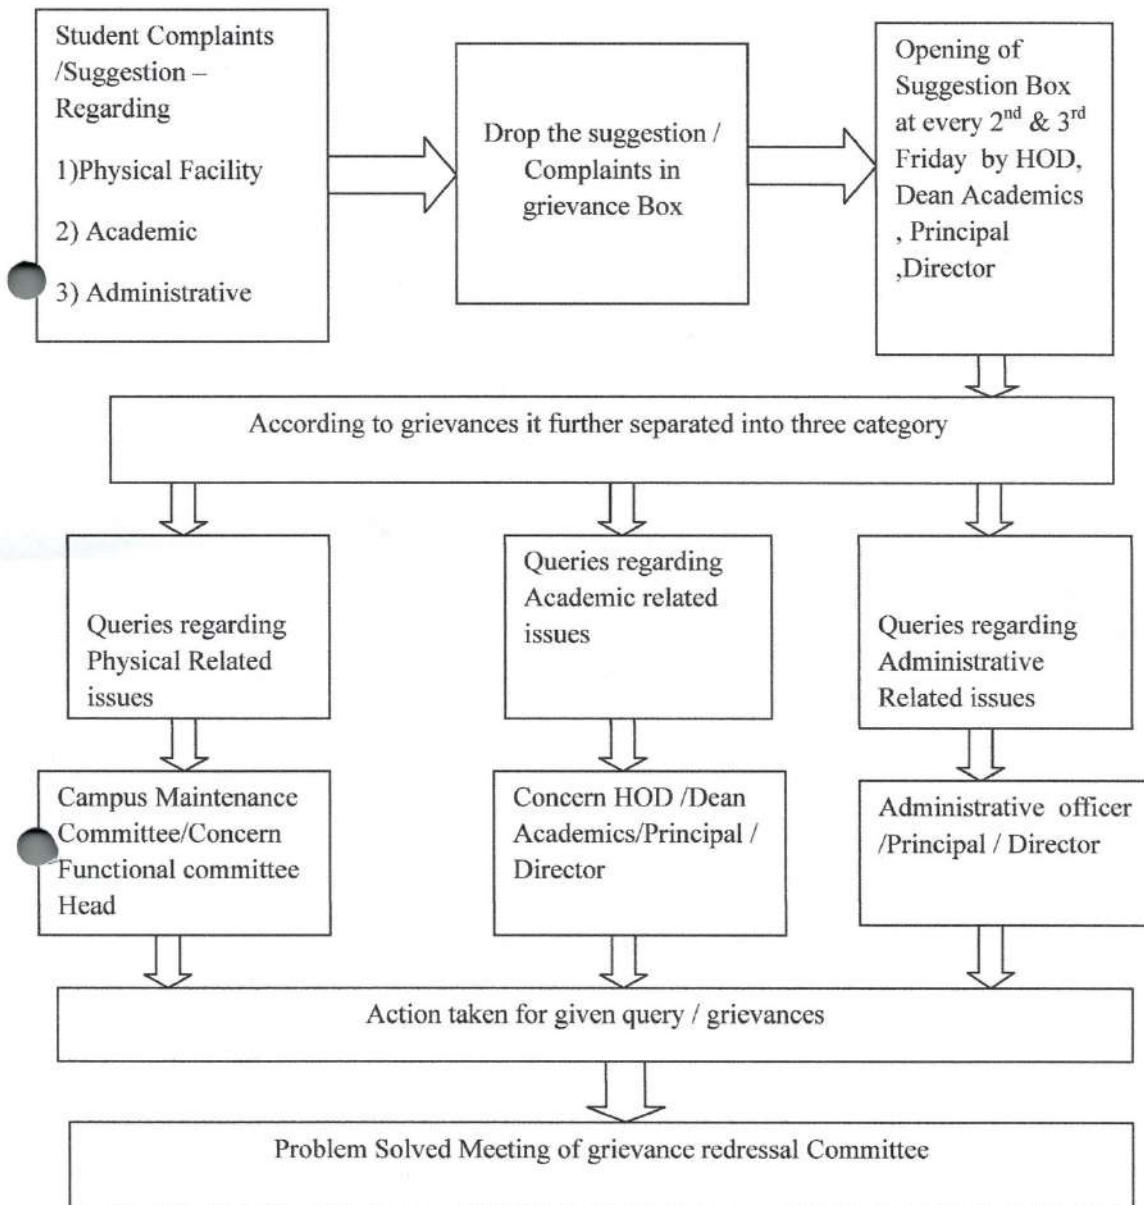 Student Complaints
/Suggestion –
Regarding
1)Physical Facility
2) Academic
3) Administrative
Drop the suggestion /
Complaints in
grievance Box
Opening of
Suggestion Box
at every 2nd & 3rd
Friday by HOD,
Dean Academics
, Principal
,Director
According to grievances it further separated into three category
Queries regarding
Physical Related
issues
Queries regarding
Academic related
issues
Queries regarding
Administrative
Related issues
Campus Maintenance
Committee/Concern
Functional committee
Head
Concern HOD /Dean
Academics/Principal /
Director
Administrative officer
/Principal / Director
Action taken for given query / grievances
Problem Solved Meeting of grievance redressal Committee